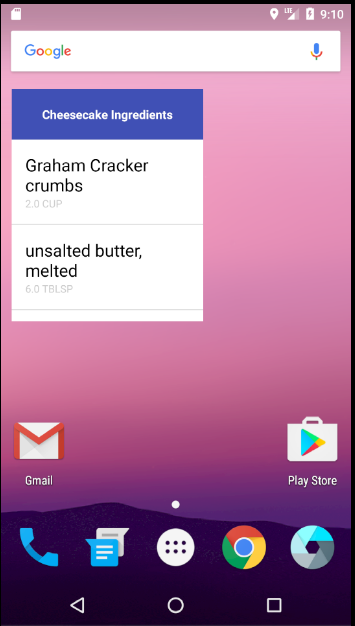 LTE 9:10
Google
Cheesecake Ingredients
Graham Cracker
crumbs
2.0 CUP
unsalted butter,
melted
6.0 TBLSP
Gmail
Play Store